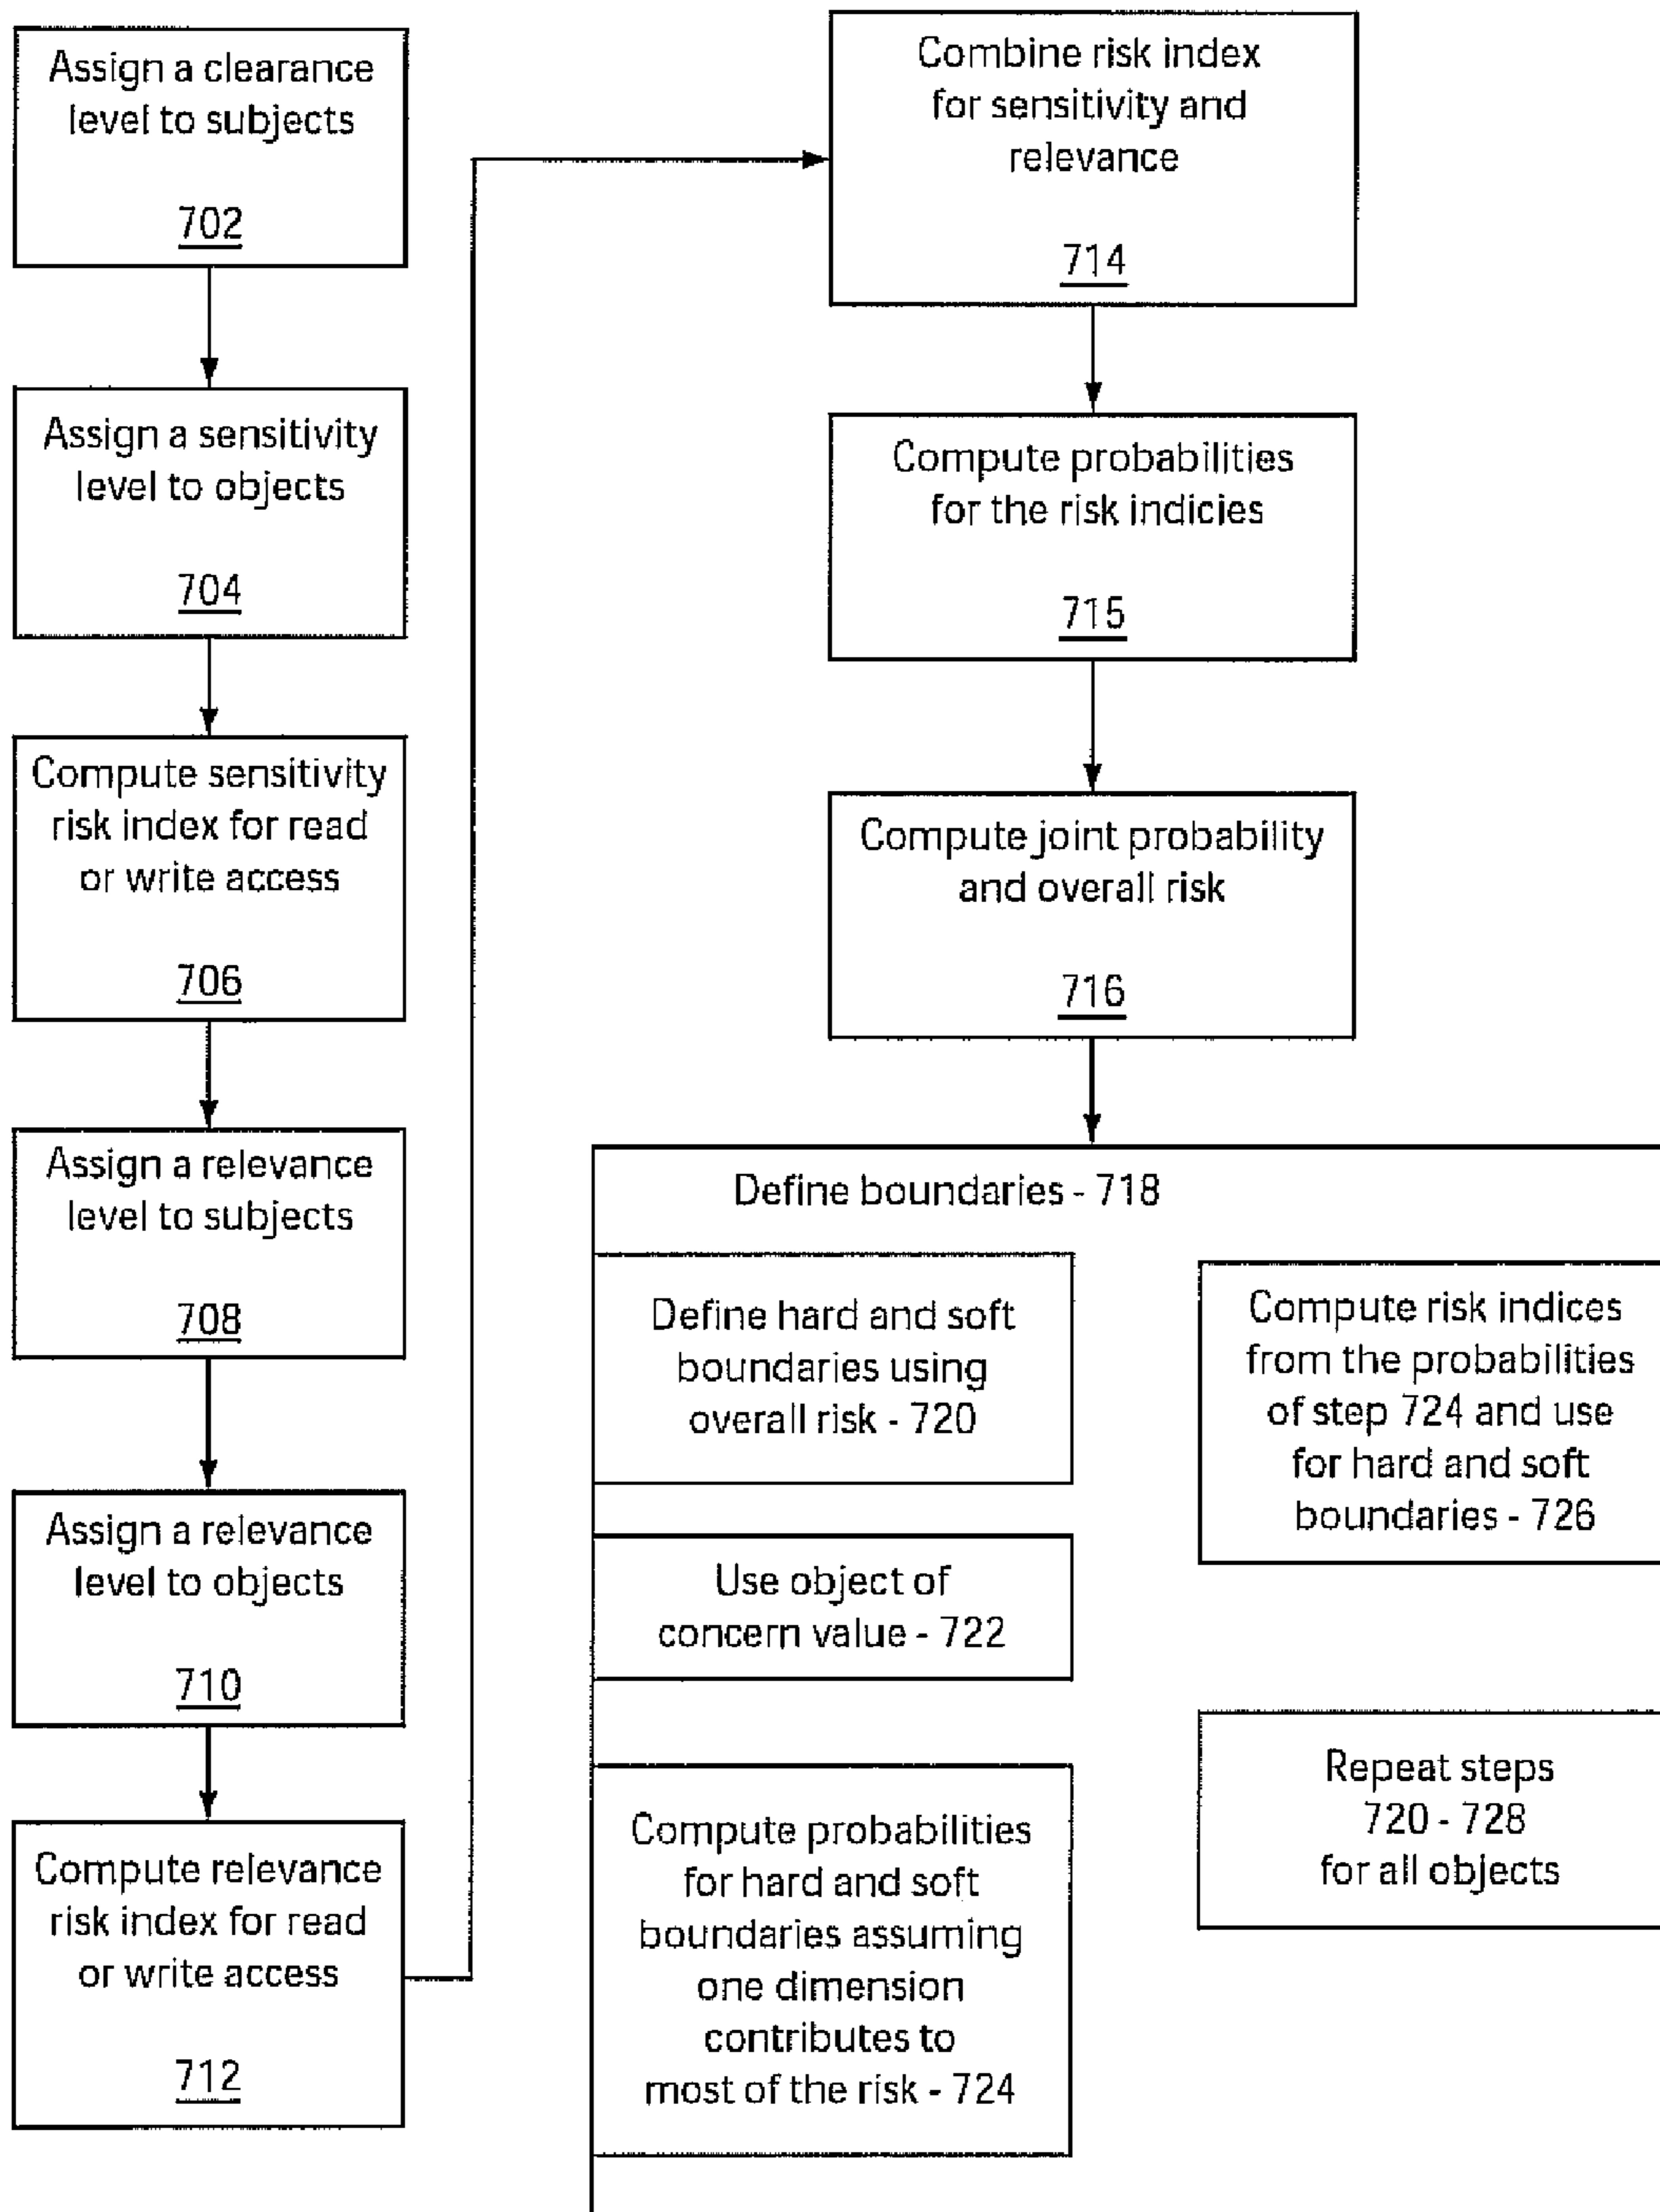 Assign a clearance
level to subjects
702
Assign a sensitivity
level to objects
704
Compute sensitivity
risk index for read
or write access
706
Assign a relevance
level to subjects
708
Assign a relevance
level to objects
710
Compute relevance
risk index for read
or write access
712
Combine risk index
for sensitivity and
relevance
714
Compute probabilities
for the risk indicies
715
Compute joint probability
and overall risk
716
Define boundaries - 718
Define hard and soft
boundaries using
overall risk - 720
Use object of
concern value - 722
Compute probabilities
for hard and soft
boundaries assuming
one dimension
contributes to
most of the risk - 724
Compute risk indices
from the probabilities
of step 724 and use
for hard and soft
boundaries - 726
Repeat steps
720 - 728
for all objects